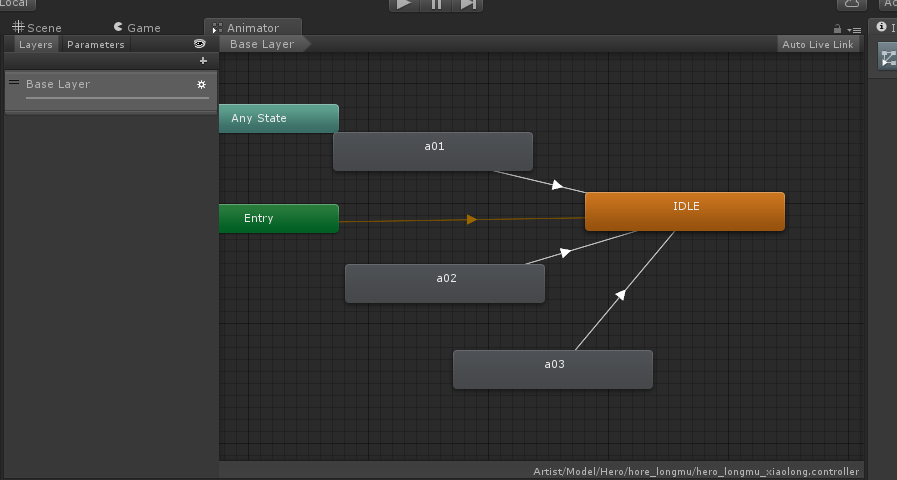 Local
Scene
Game
Animator
Layers
Parameters
Base Layer
Auto Live Link
+
Base Layer
Any State
a01
IDLE
Entry
a02
a03
Artist/Model/Hero/hore_longmu/hero_longmu_xiaolong.controller